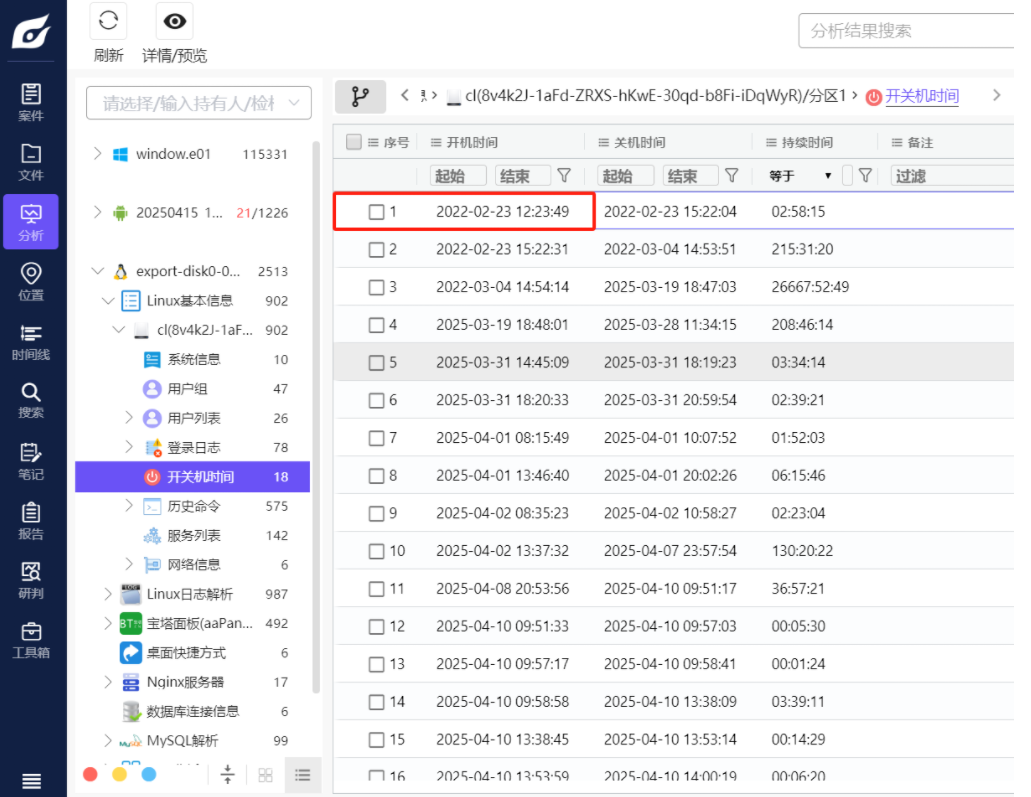 刷新
详情/预览
分析结果搜索
案件
文件
分析
位置
时间线
搜索
笔记
报告
研判
工具箱
请选择/输入持有人/检材
window.e01 115331
20250415 1... 21/1226
export-disk0-0... 2513
Linux基本信息 902
cl(8v4k2J-1aF... 902
系统信息 10
用户组 47
用户列表 26
登录日志 78
开关机时间 18
历史命令 575
服务列表 142
网络信息 6
Linux日志解析 987
宝塔面板(aaPan... 492
桌面快捷方式 6
Nginx服务器 17
数据库连接信息 6
MySQL解析 99
cl(8v4k2J-1aFd-ZRXS-hKwE-30qd-b8Fi-iDqWyR)/分区1 > 开关机时间
序号 开机时间 关机时间 持续时间 备注
起始 结束 起始 结束 等于 过滤
1 2022-02-23 12:23:49 2022-02-23 15:22:04 02:58:15
2 2022-02-23 15:22:31 2022-03-04 14:53:51 215:31:20
3 2022-03-04 14:54:14 2025-03-19 18:47:03 26667:52:49
4 2025-03-19 18:48:01 2025-03-28 11:34:15 208:46:14
5 2025-03-31 14:45:09 2025-03-31 18:19:23 03:34:14
6 2025-03-31 18:20:33 2025-03-31 20:59:54 02:39:21
7 2025-04-01 08:15:49 2025-04-01 10:07:52 01:52:03
8 2025-04-01 13:46:40 2025-04-01 20:02:26 06:15:46
9 2025-04-02 08:35:23 2025-04-02 10:58:27 02:23:04
10 2025-04-02 13:37:32 2025-04-07 23:57:54 130:20:22
11 2025-04-08 20:53:56 2025-04-10 09:51:17 36:57:21
12 2025-04-10 09:51:33 2025-04-10 09:57:03 00:05:30
13 2025-04-10 09:57:17 2025-04-10 09:58:41 00:01:24
14 2025-04-10 09:58:58 2025-04-10 13:38:09 03:39:11
15 2025-04-10 13:38:45 2025-04-10 13:53:14 00:14:29
16 2025-04-10 13:53:59 2025-04-10 14:00:19 00:06:20